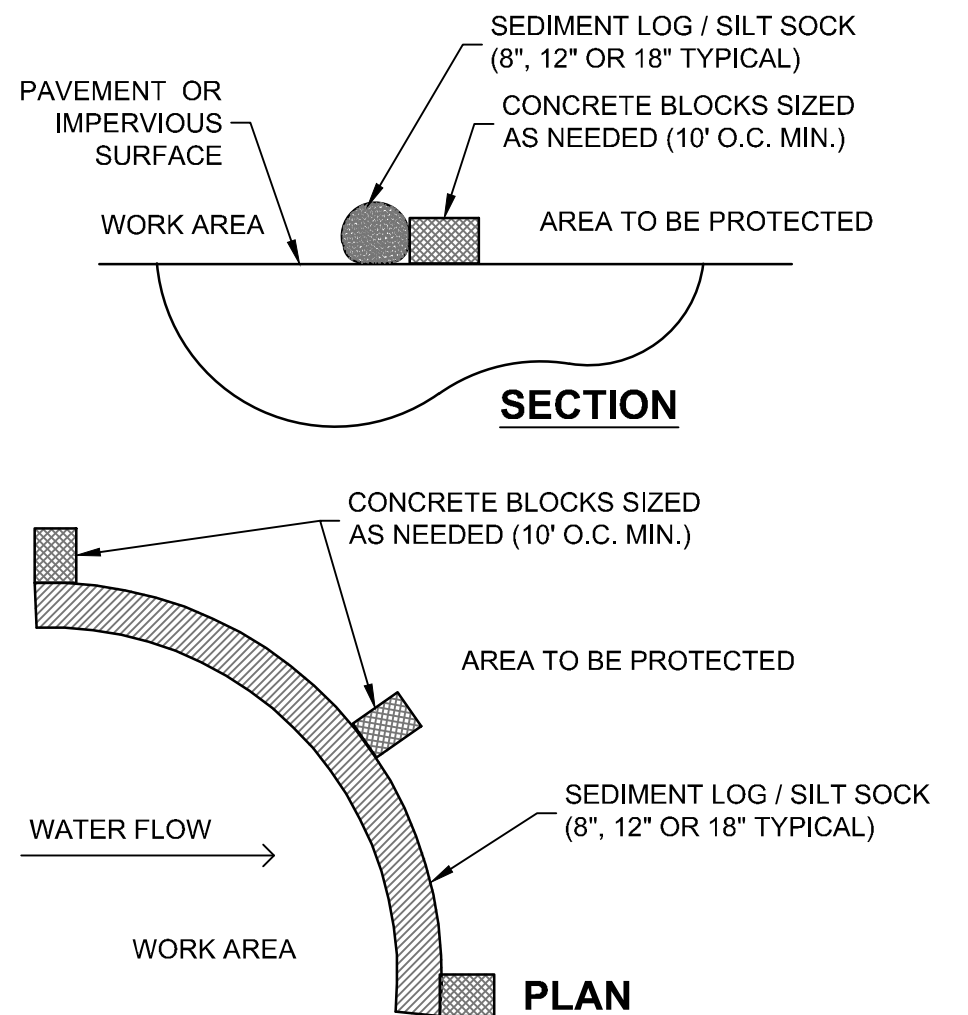 SEDIMENT LOG / SILT SOCK
(8", 12" OR 18" TYPICAL)
PAVEMENT OR
IMPERVIOUS
SURFACE
CONCRETE BLOCKS SIZED
AS NEEDED (10' O.C. MIN.)
WORK AREA
AREA TO BE PROTECTED
SECTION
CONCRETE BLOCKS SIZED
AS NEEDED (10' O.C. MIN.)
AREA TO BE PROTECTED
SEDIMENT LOG / SILT SOCK
(8", 12" OR 18" TYPICAL)
WATER FLOW
WORK AREA
PLAN